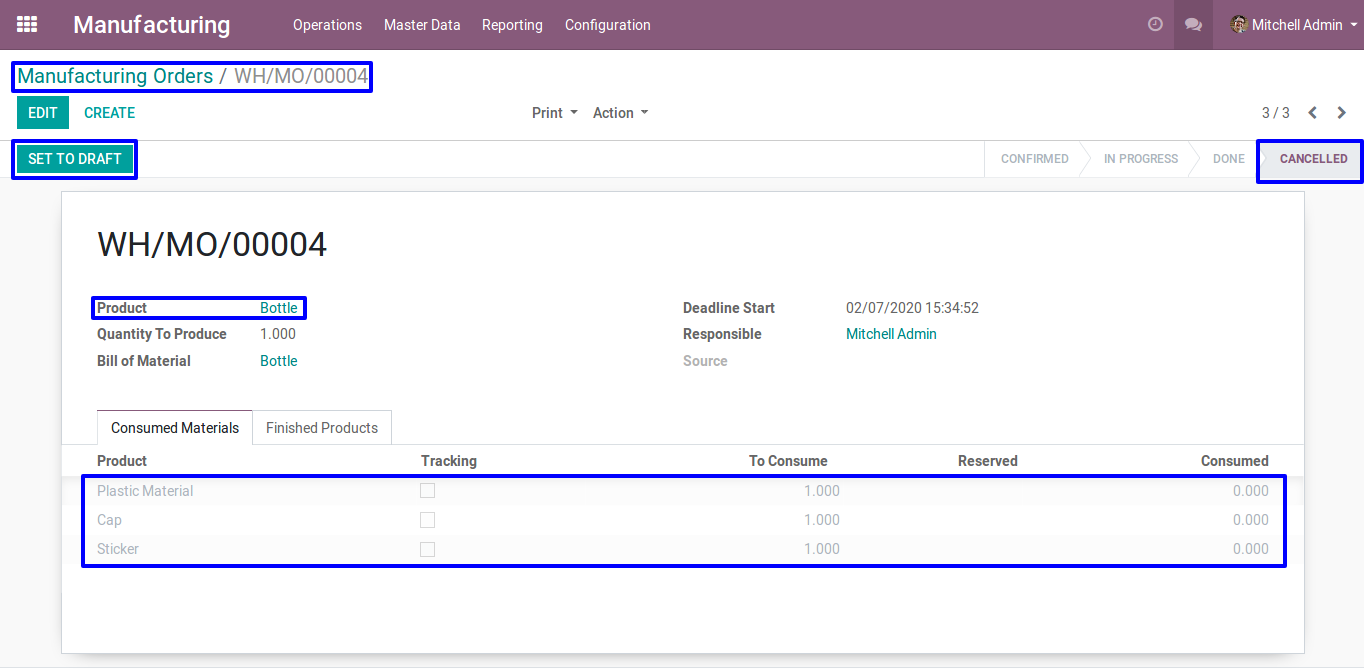 Manufacturing Operations Master Data Reporting Configuration Mitchell Admin
Manufacturing Orders / WH/MO/00004
EDIT CREATE Print Action 3 / 3
SET TO DRAFT CONFIRMED IN PROGRESS DONE CANCELLED
WH/MO/00004
Product Bottle Deadline Start 02/07/2020 15:34:52
Quantity To Produce 1.000 Responsible Mitchell Admin
Bill of Material Bottle Source
Consumed Materials Finished Products
Product Tracking To Consume Reserved Consumed
Plastic Material 1.000 0.000
Cap 1.000 0.000
Sticker 1.000 0.000